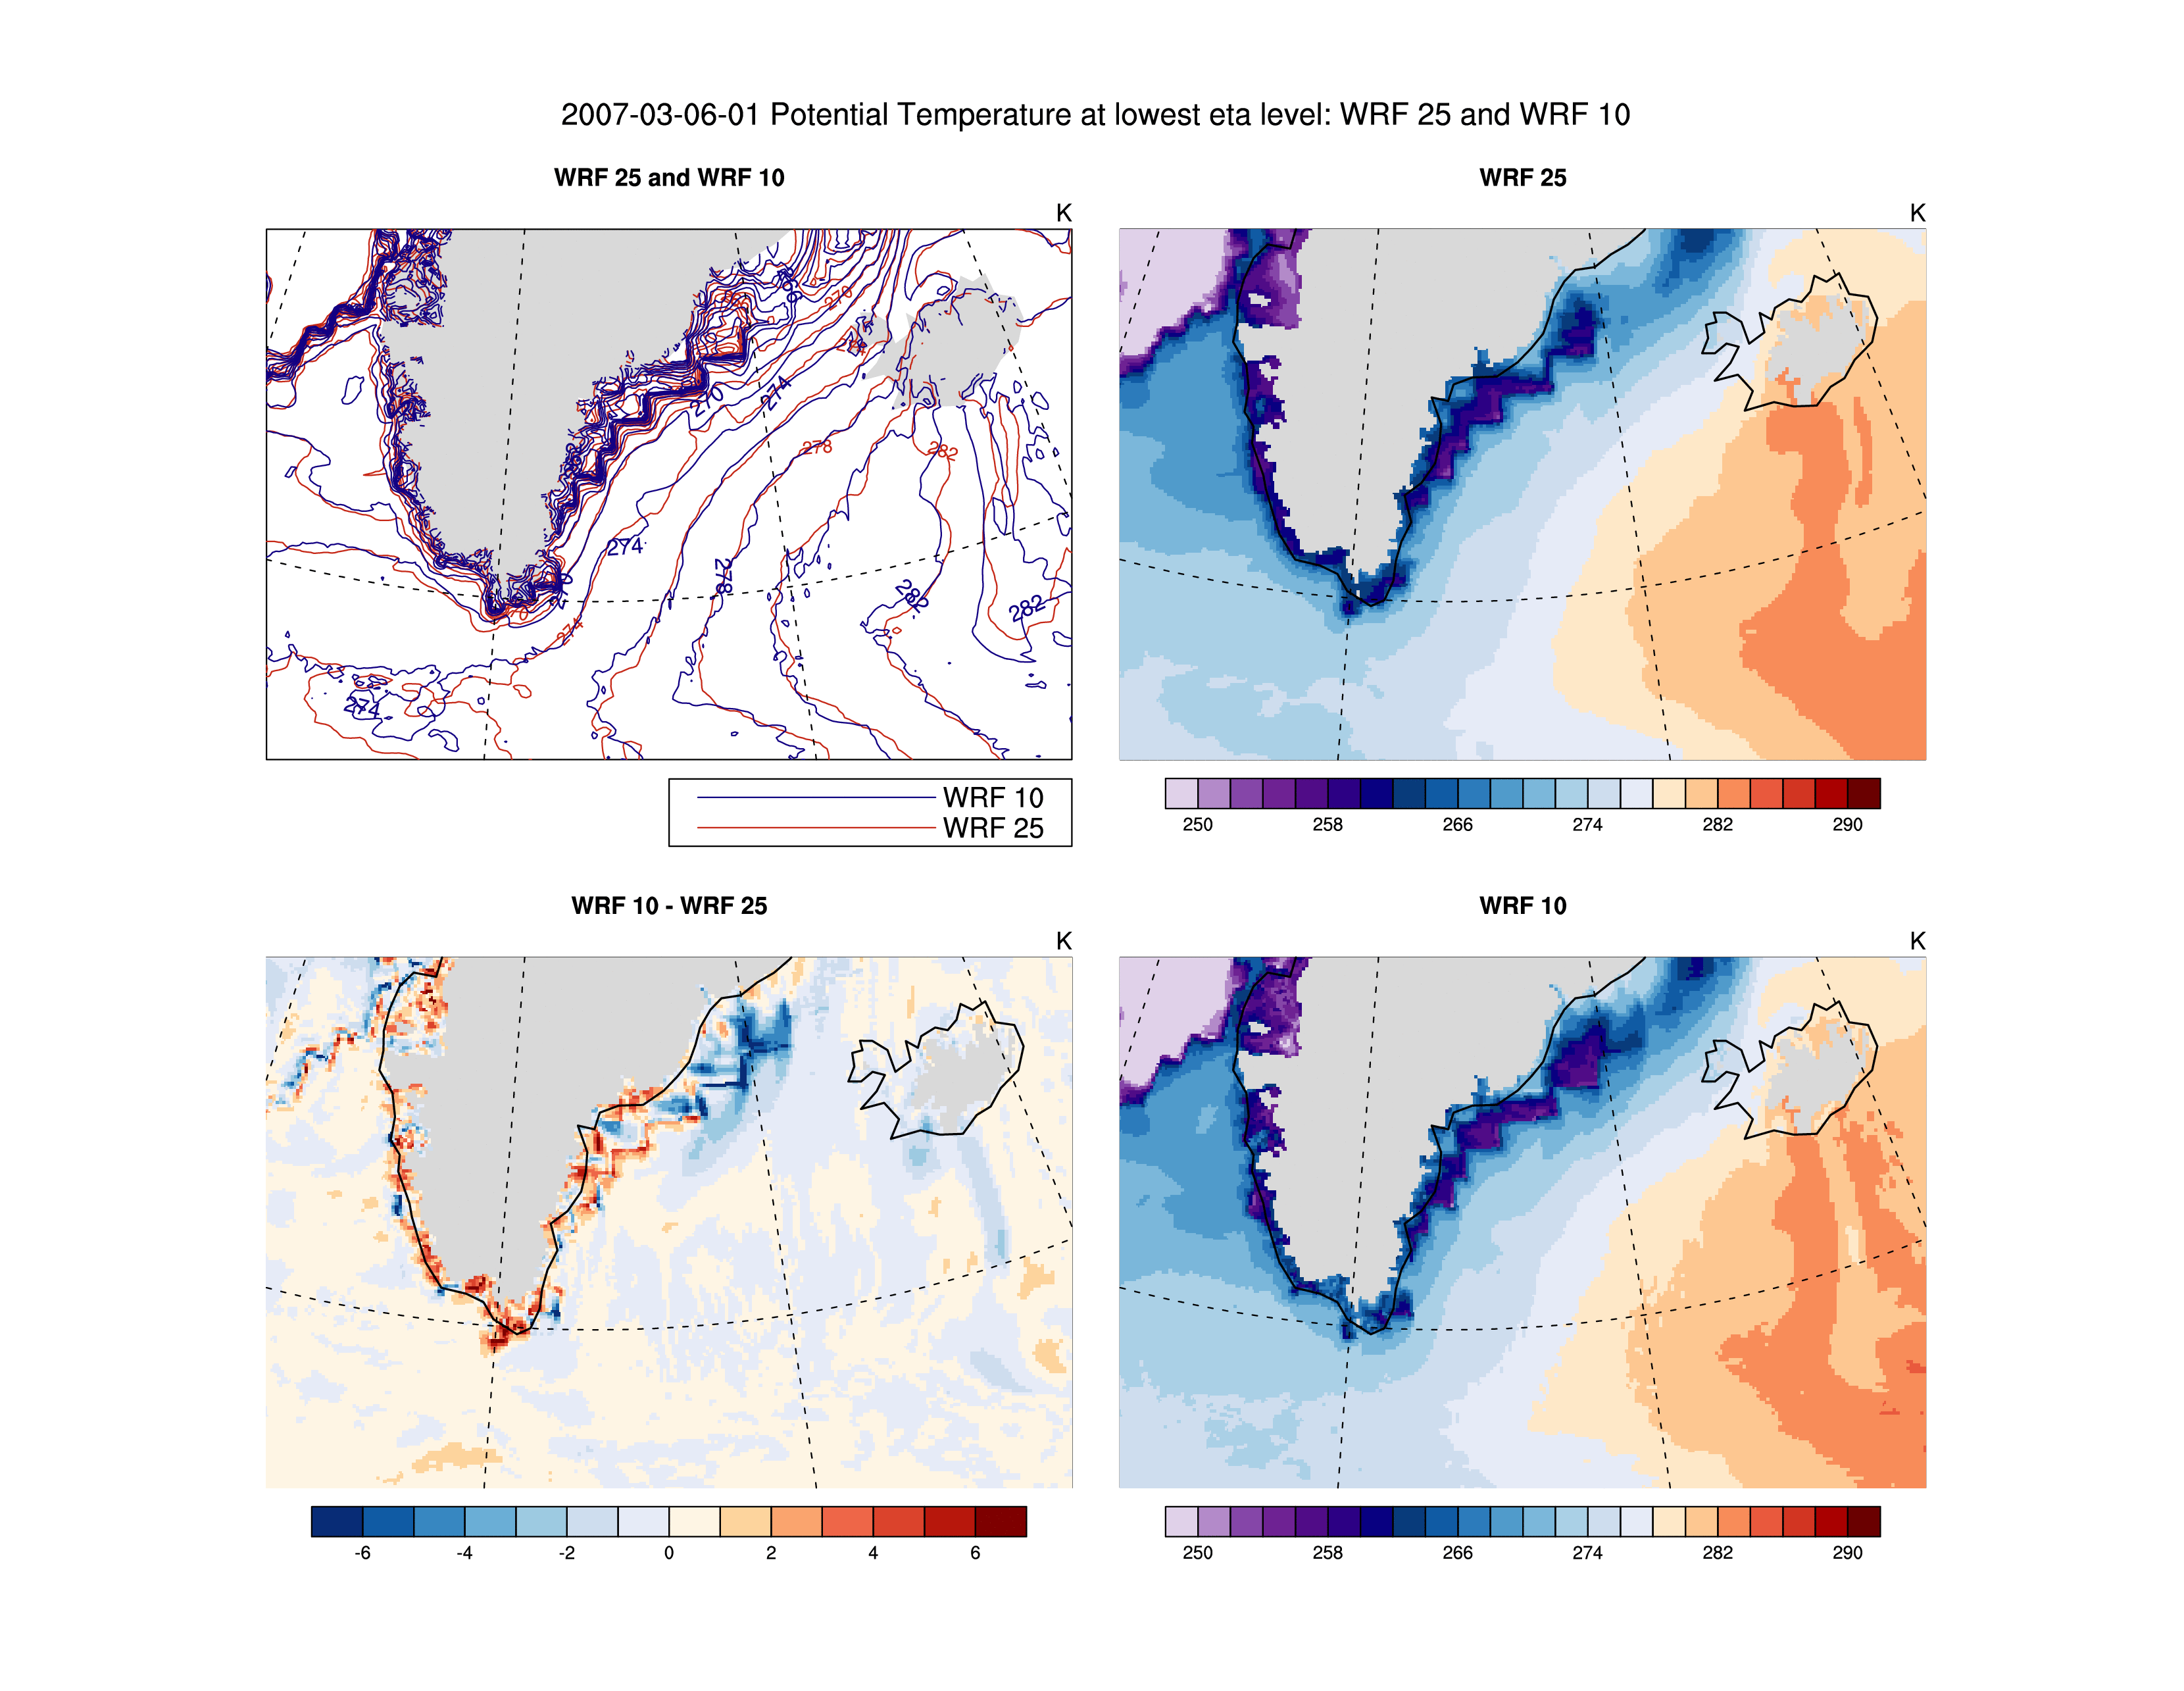 2007-03-06-01 Potential Temperature at lowest eta level: WRF 25 and WRF 10
WRF 25 and WRF 10
WRF 25
K
K
270
274
278
282
274
278
282
282
274
274
WRF 10
WRF 25
250 258 266 274 282 290
WRF 10 - WRF 25
WRF 10
K
K
-6 -4 -2 0 2 4 6
250 258 266 274 282 290